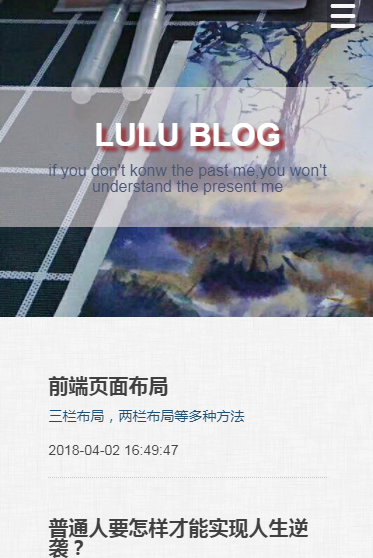 LULU BLOG
if you don't konw the past me,you won't
understand the present me
前端页面布局
三栏布局，两栏布局等多种方法
2018-04-02 16:49:47
普通人要怎样才能实现人生逆
袭？